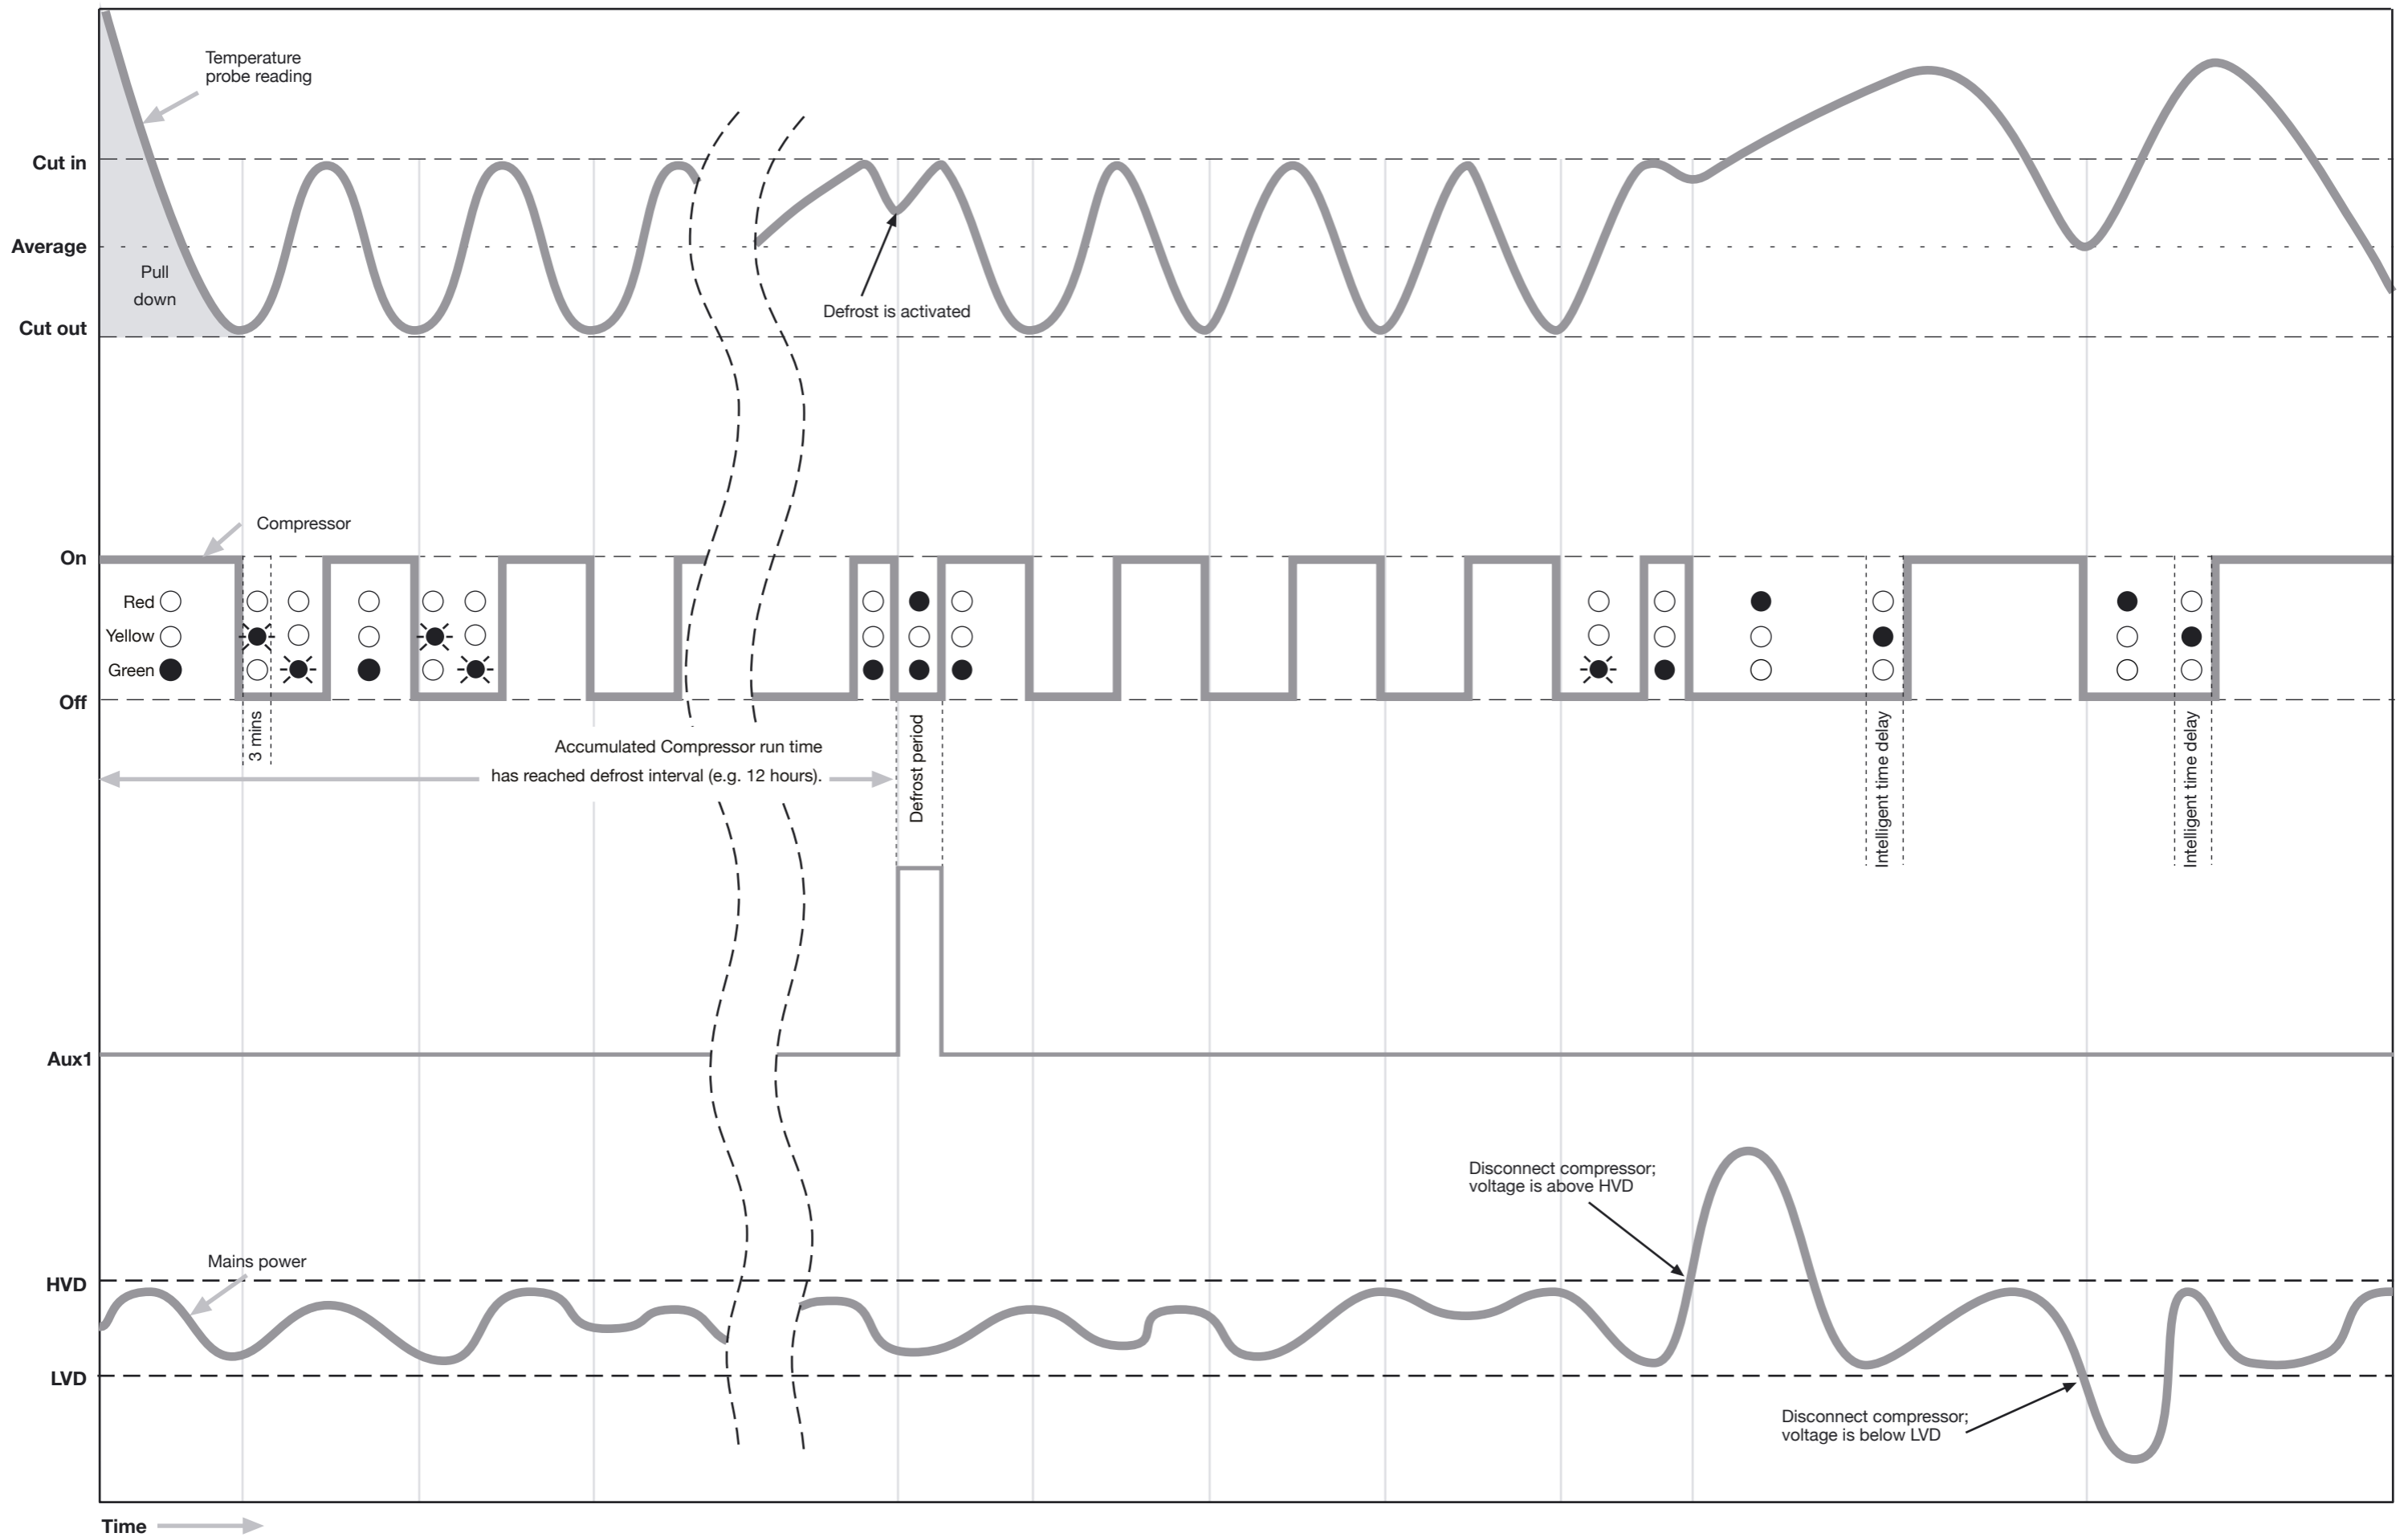 Temperature
probe reading
Cut in
Average
Pull
down
Cut out
Defrost is activated
Compressor
On
Red
Yellow
Green
Off
3 mins
Accumulated Compressor run time
has reached defrost interval (e.g. 12 hours).
Defrost period
Intelligent time delay
Intelligent time delay
Aux1
Disconnect compressor;
voltage is above HVD
Mains power
HVD
LVD
Disconnect compressor;
voltage is below LVD
Time